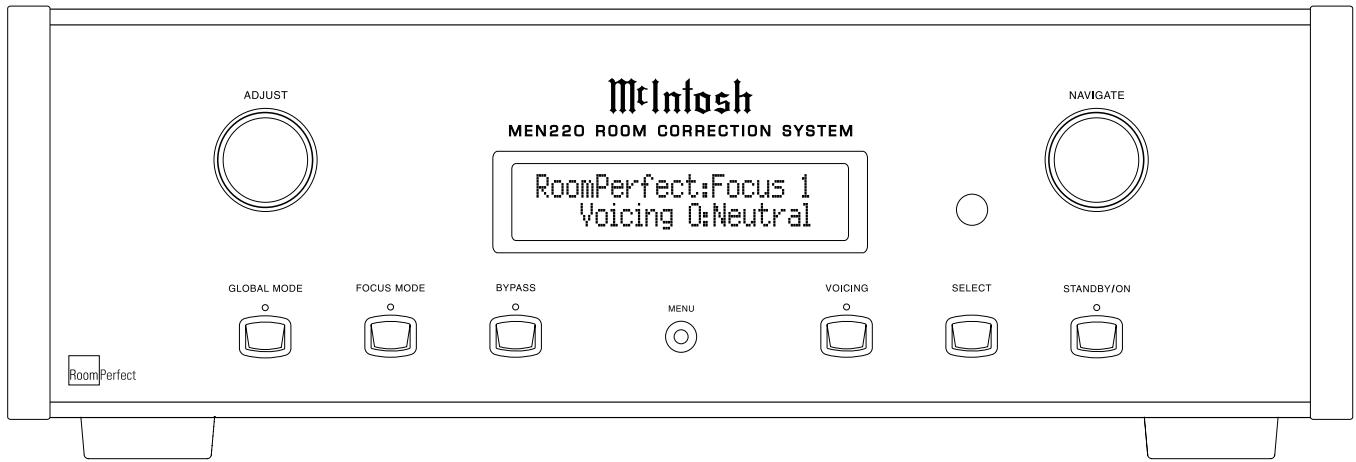 McIntosh
ADJUST
NAVIGATE
MEN220 ROOM CORRECTION SYSTEM
RoomPerfect:Focus 1
Voicing 0:Neutral
GLOBAL MODE
FOCUS MODE
BYPASS
MENU
VOICING
SELECT
STANDBY/ON
RoomPerfect